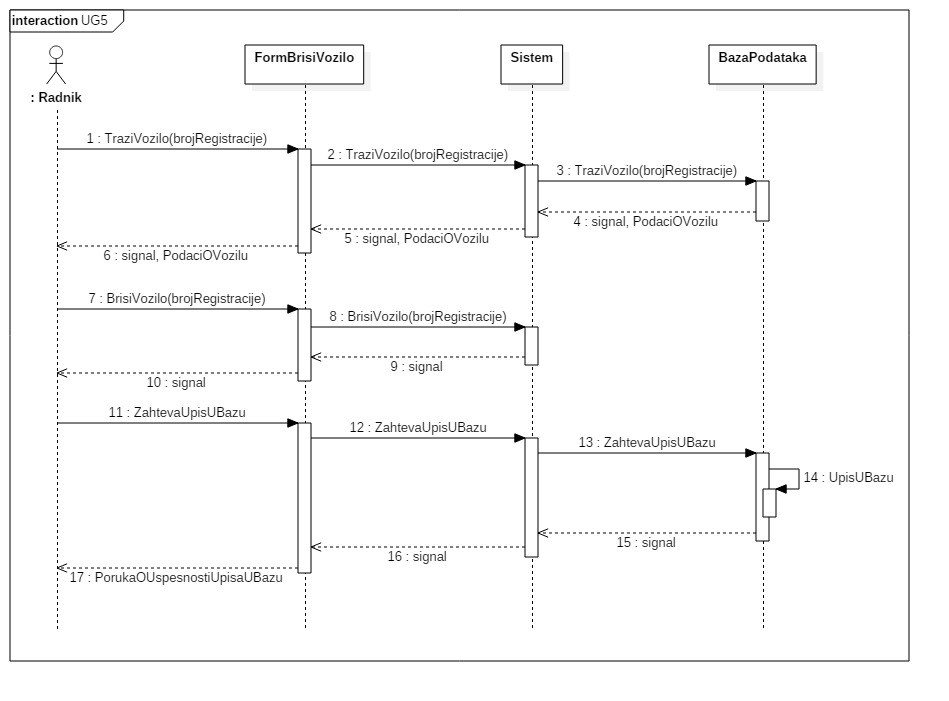 interaction UG5
FormBrisiVozilo
Sistem
BazaPodataka
: Radnik
1 : TraziVozilo(brojRegistracije)
2 : TraziVozilo(brojRegistracije)
3 : TraziVozilo(brojRegistracije)
4 : signal, PodaciOVozilu
5 : signal, PodaciOVozilu
6 : signal, PodaciOVozilu
7 : BrisiVozilo(brojRegistracije)
8 : BrisiVozilo(brojRegistracije)
9 : signal
10 : signal
11 : ZahtevaUpisUBazu
12 : ZahtevaUpisUBazu
13 : ZahtevaUpisUBazu
14 : UpisUBazu
15 : signal
16 : signal
17 : PorukaOUspesnostiUpisaUBazu